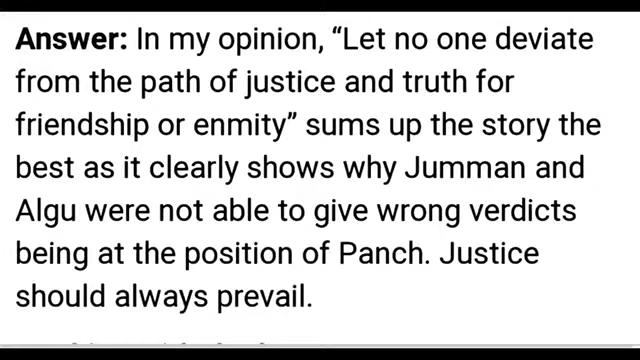 Answer: In my opinion, “Let no one deviate
from the path of justice and truth for
friendship or enmity” sums up the story the
best as it clearly shows why Jumman and
Algu were not able to give wrong verdicts
being at the position of Panch. Justice
should always prevail.